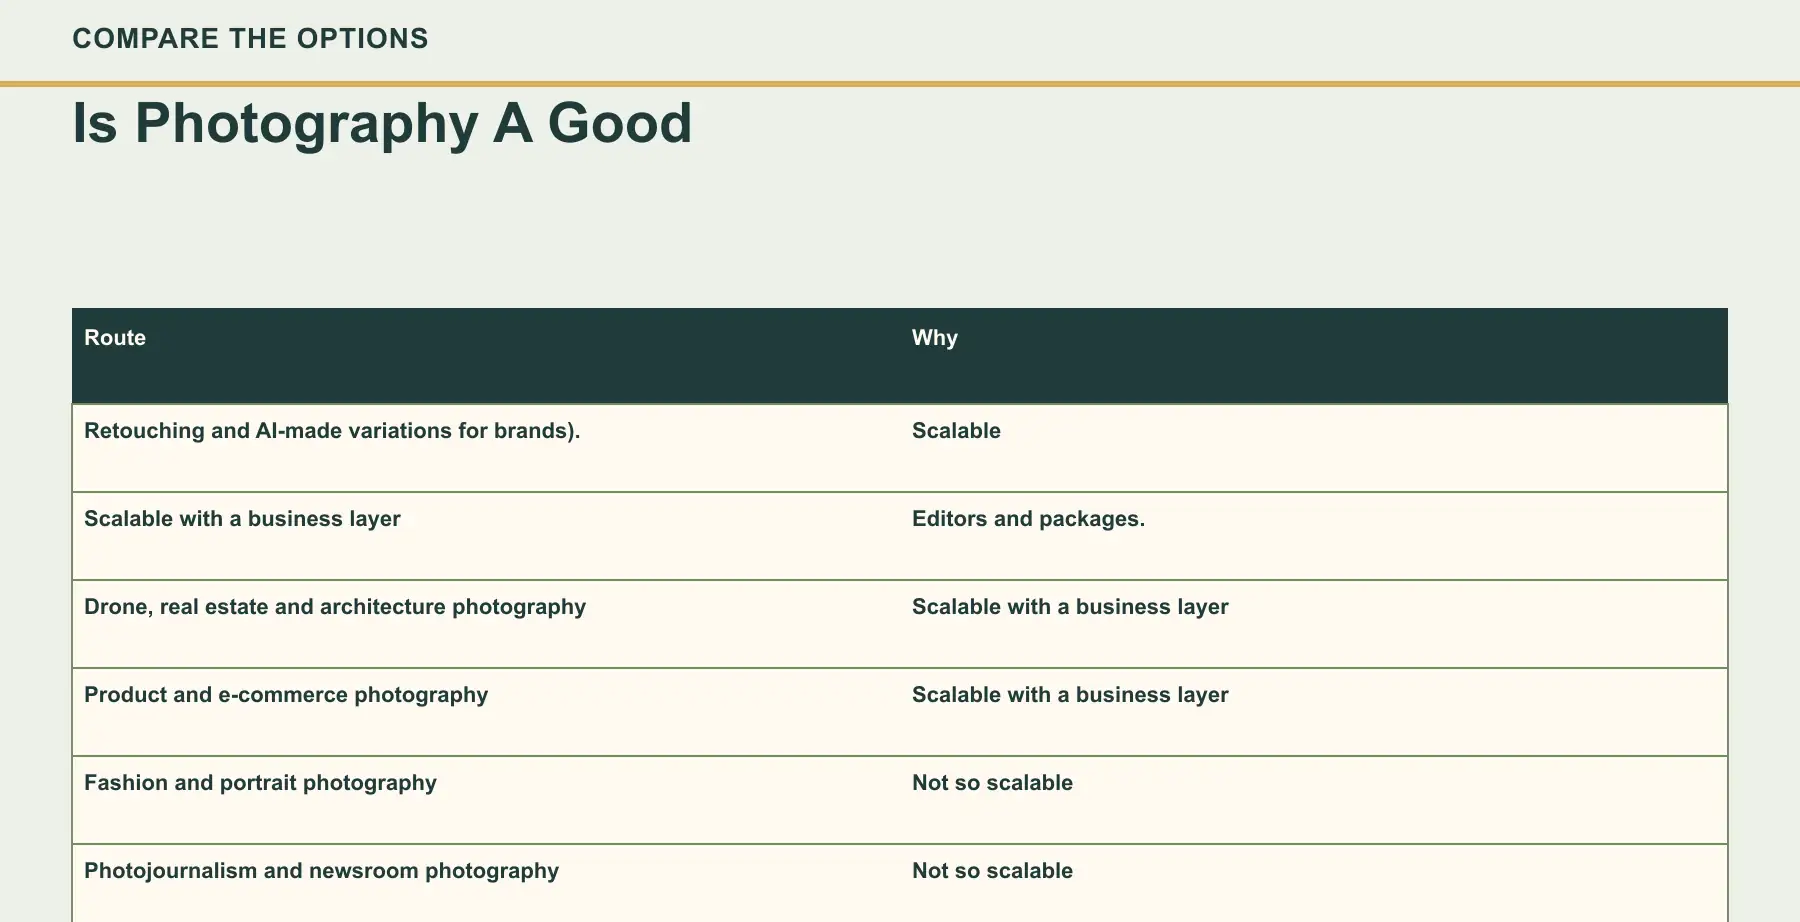 COMPARE THE OPTIONS
Is Photography A Good
Route Why
Retouching and AI-made variations for brands). Scalable
Scalable with a business layer Editors and packages.
Drone, real estate and architecture photography Scalable with a business layer
Product and e-commerce photography Scalable with a business layer
Fashion and portrait photography Not so scalable
Photojournalism and newsroom photography Not so scalable